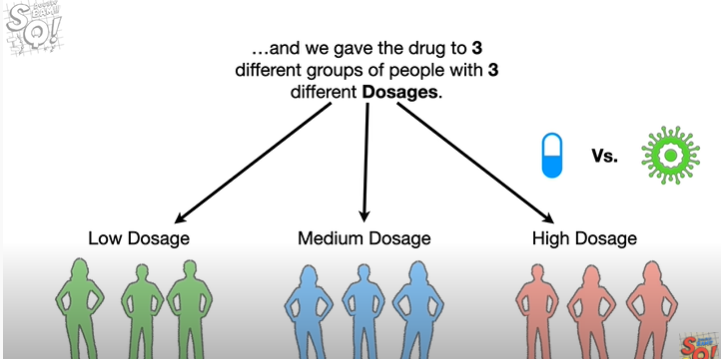 ...and we gave the drug to 3
different groups of people with 3
different Dosages.
Vs.
Low Dosage
Medium Dosage
High Dosage